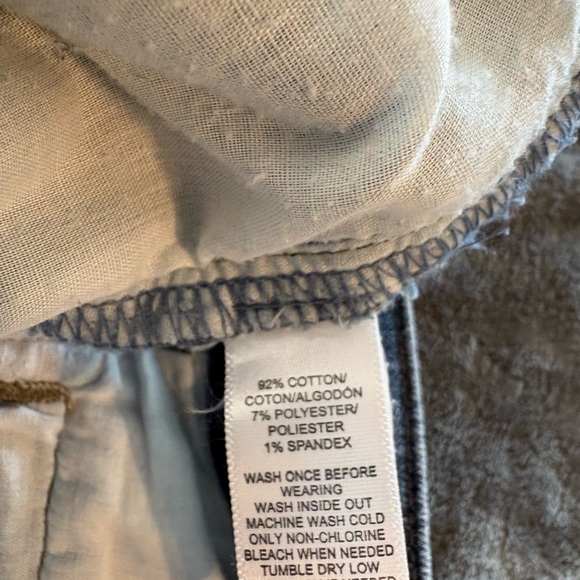 92% COTTON/
COTON/ALGODÓN
7% POLYESTER/
POLIESTER
1% SPANDEX
WASH ONCE BEFORE
WEARING
WASH INSIDE OUT
MACHINE WASH COLD
ONLY NON-CHLORINE
BLEACH WHEN NEEDED
TUMBLE DRY LOW